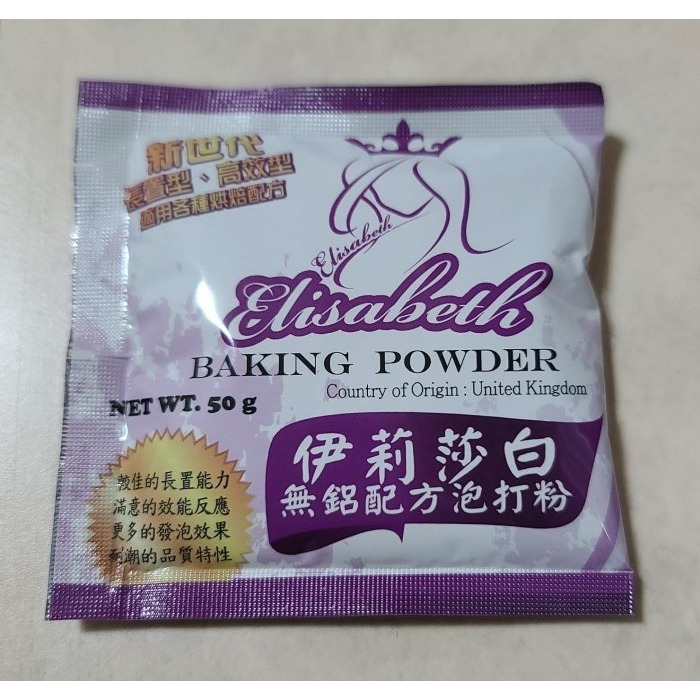 新世代
長置型、高效型
適用各種烘焙配方
Elisabeth
Elisabeth
BAKING POWDER
Country of Origin : United Kingdom
NET WT. 50 g
伊莉莎白
無鋁配方泡打粉
較佳的長置能力
滿意的效能反應
更多的發泡效果
耐潮的品質特性